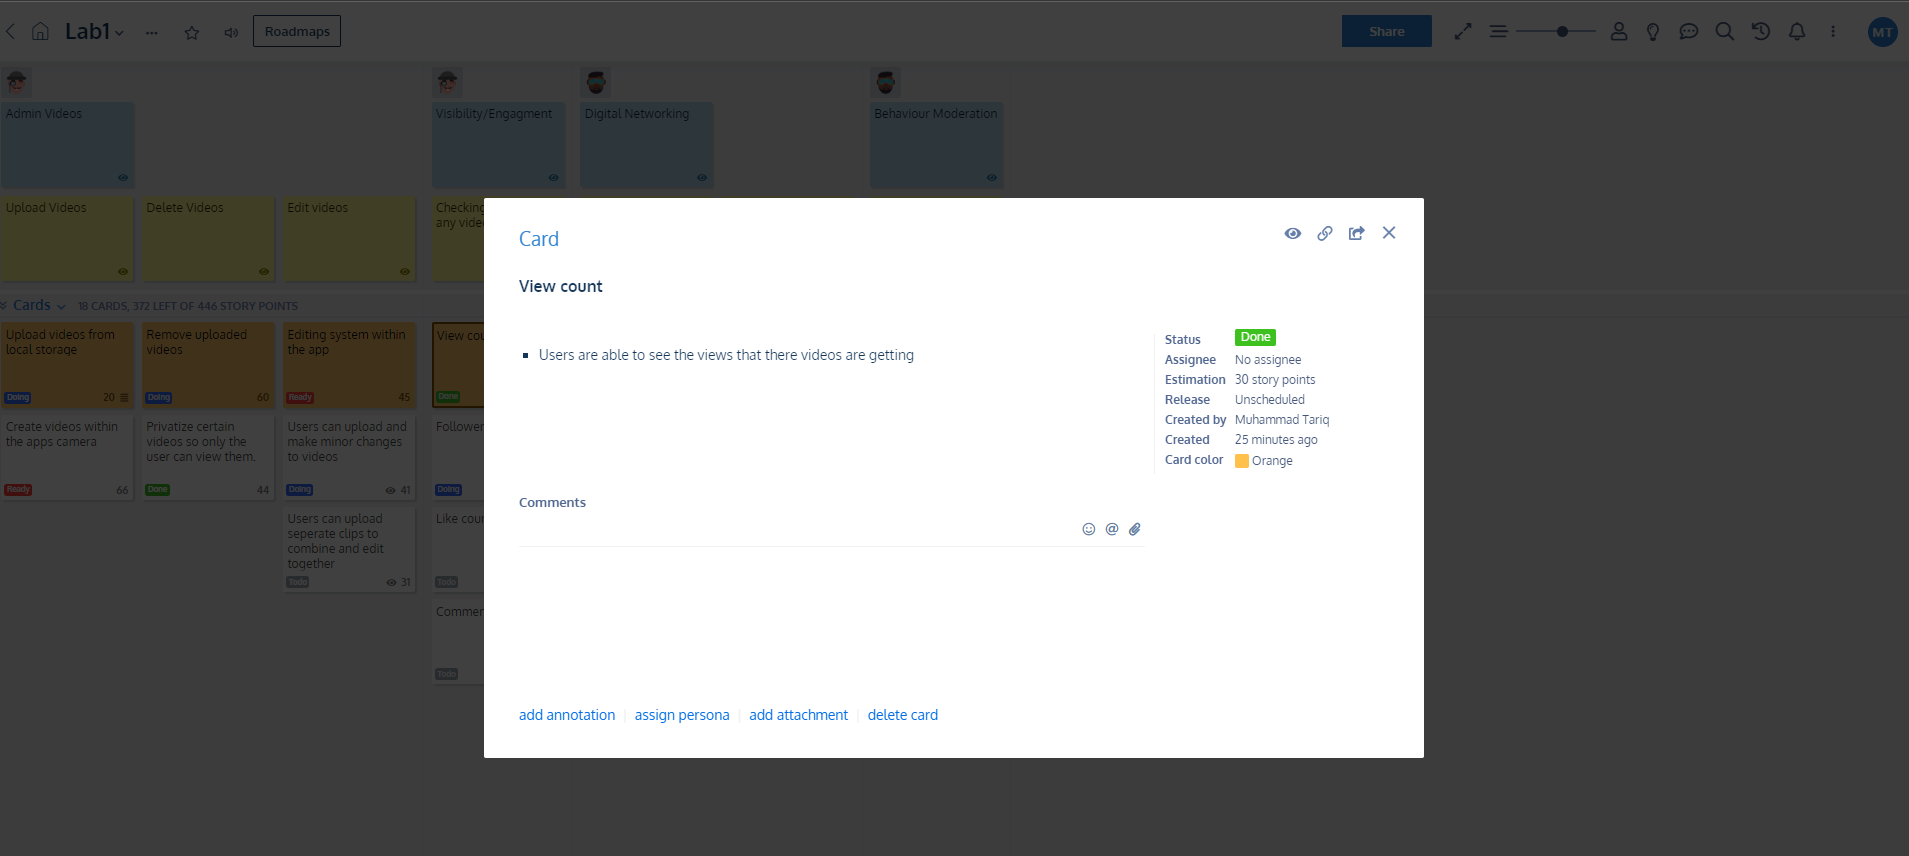 Lab1
Roadmaps
Share
MT
Admin Videos
Visibility/Engagment
Digital Networking
Behaviour Moderation
Upload Videos
Delete Videos
Edit videos
Checking
any
Cards
18 CARDS, 372 LEFT OF 446 STORY POINTS
Upload videos from
local storage
Doing
20
Remove uploaded
videos
Doing
60
Editing system within
the app
Ready
45
View
Done
Create videos within
the apps camera
Ready
66
Privatize certain
videos so only the
user can view them.
Done
44
Users can upload and
make minor changes
to videos
Doing
41
Follower
Doing
Users can upload
seperate clips to
combine and edit
together
Todo
31
Like
Todo
Todo
Card
View count
Users are able to see the views that there videos are getting
Status Done
Assignee No assignee
Estimation 30 story points
Release Unscheduled
Created by Muhammad Tariq
Created 25 minutes ago
Card color Orange
Comments
@
add annotation | assign persona | add attachment | delete card